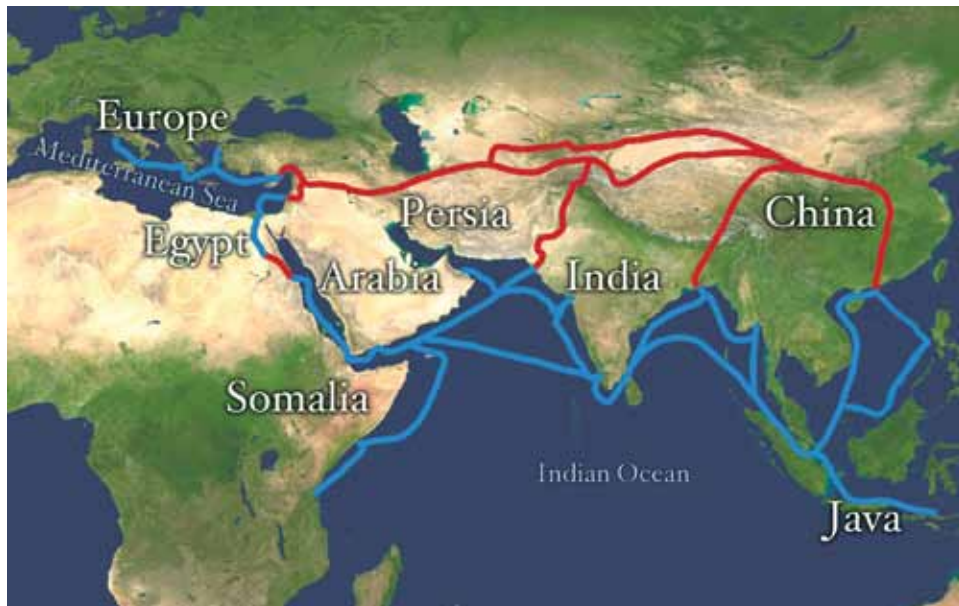 Europe
Mediterranean Sea
Egypt
Persia
China
Arabia
India
Somalia
Indian Ocean
Java